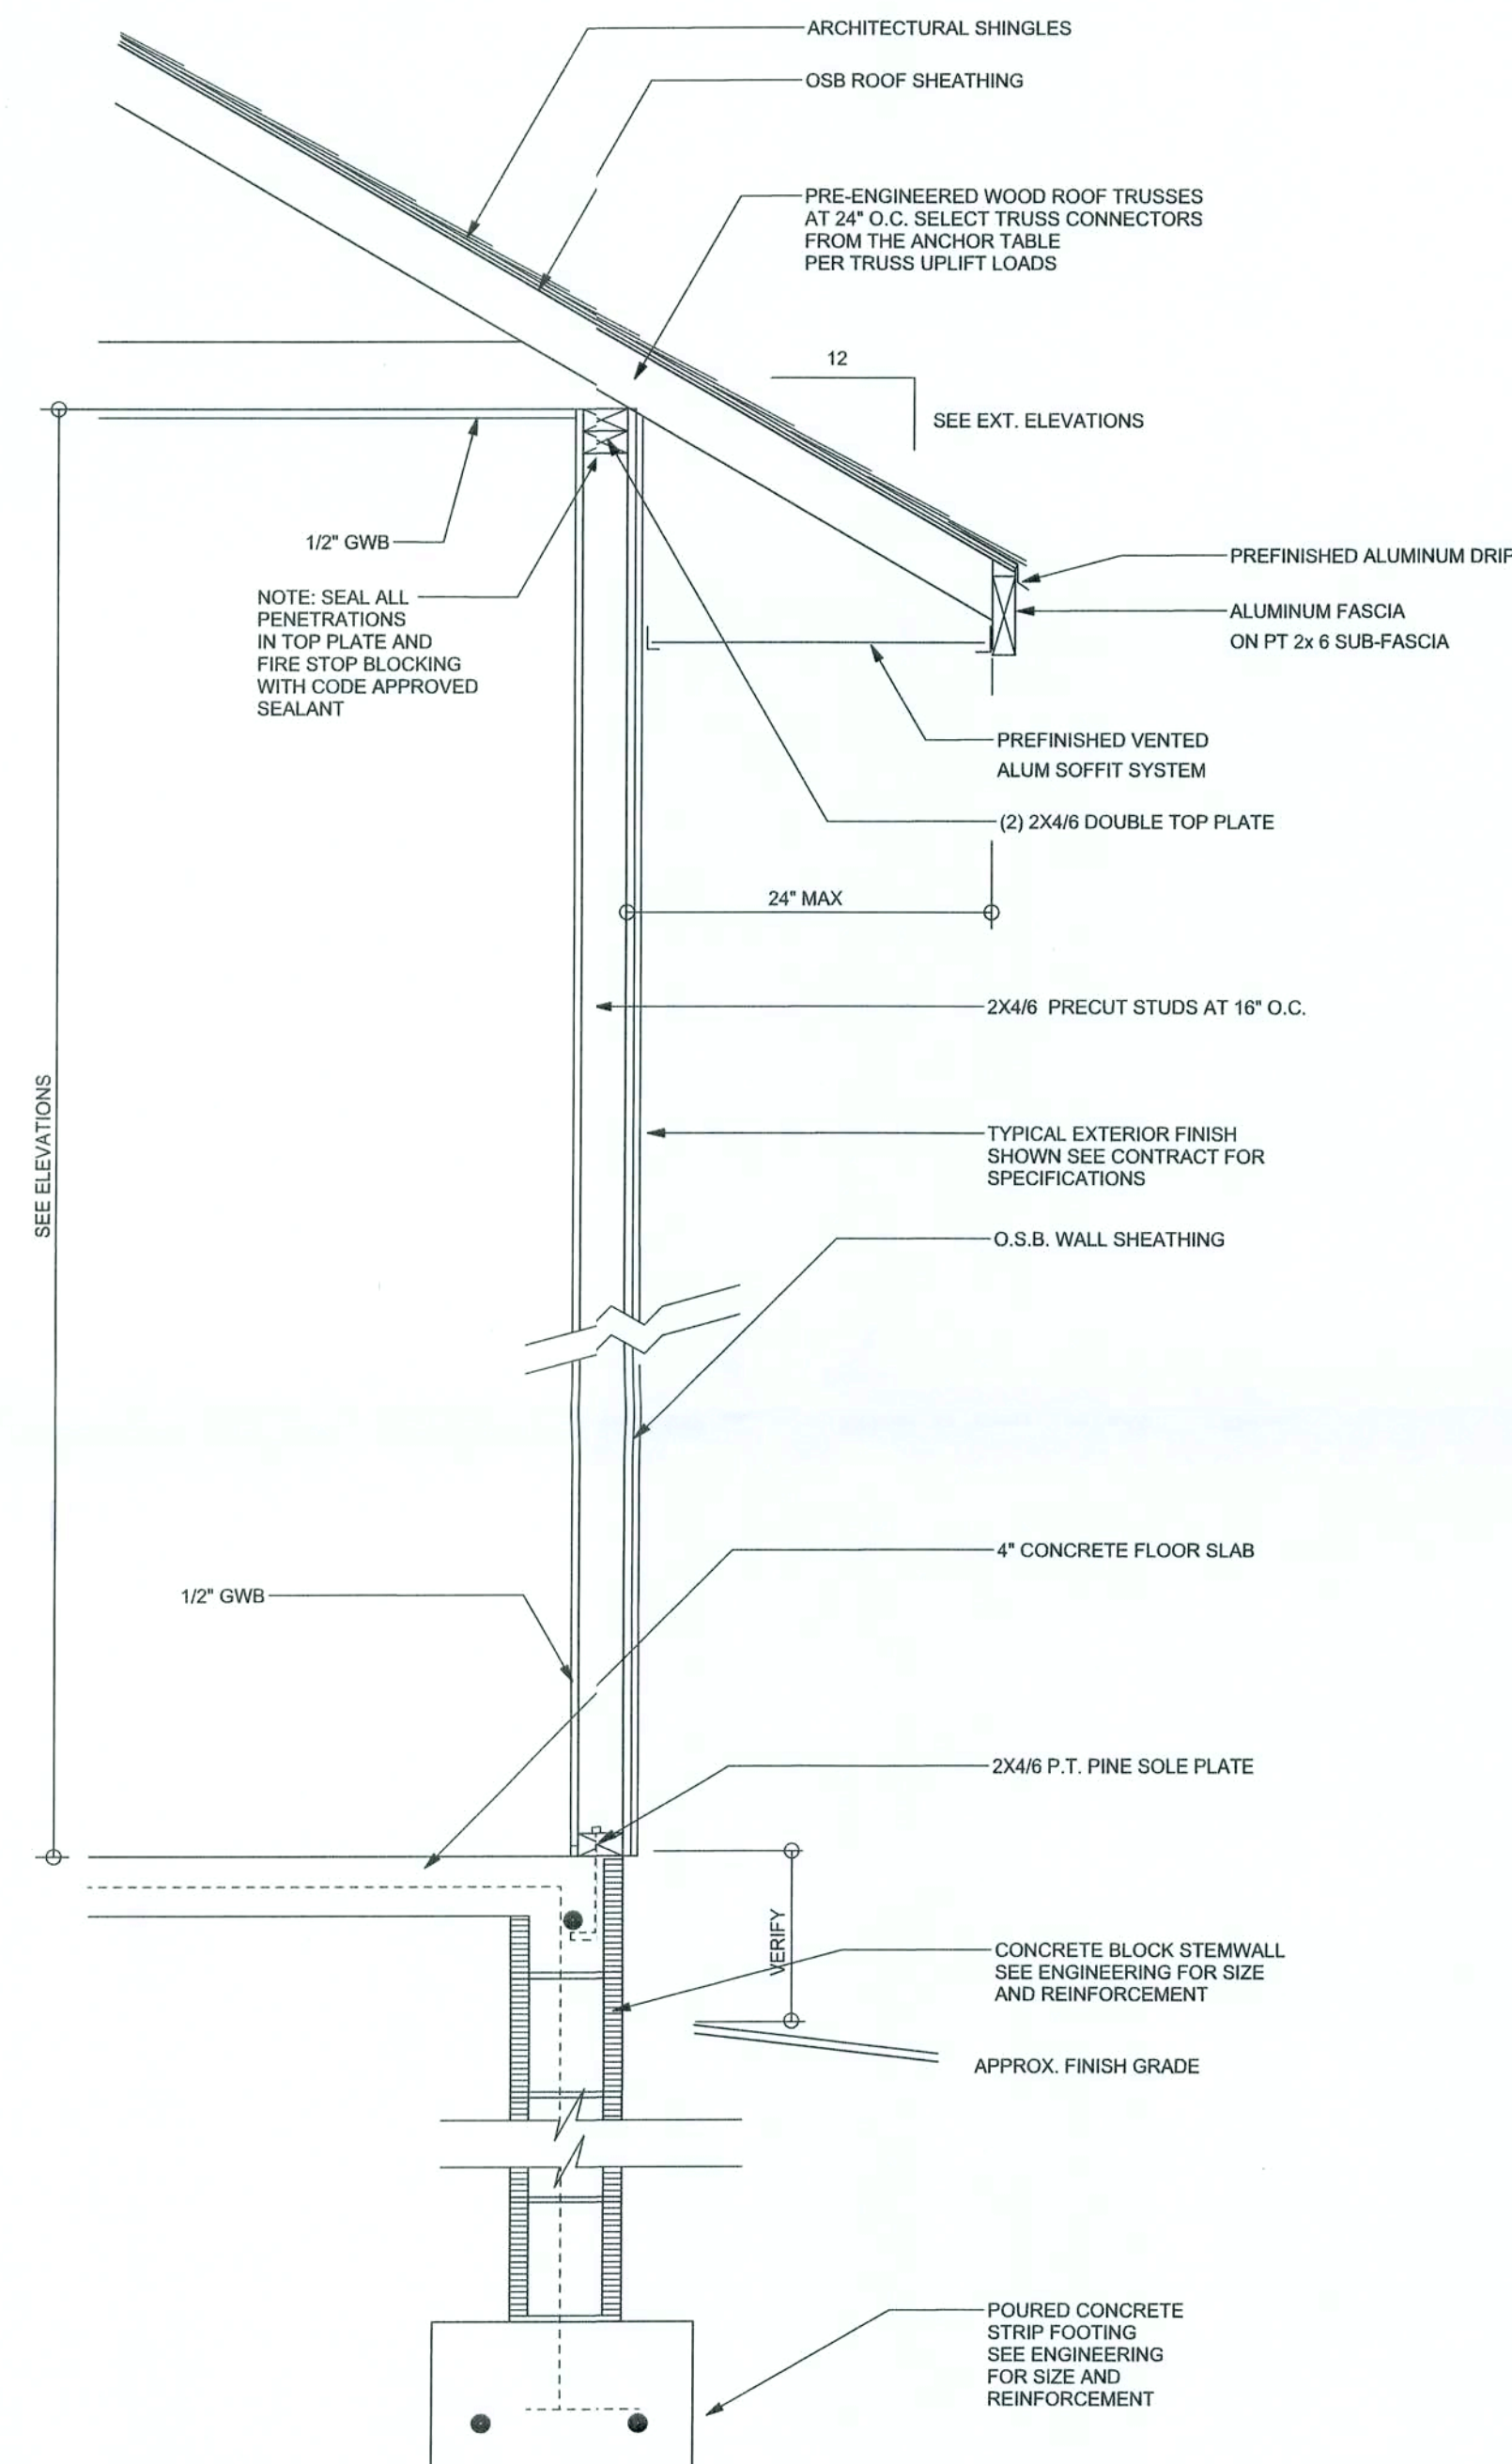 ARCHITECTURAL SHINGLES
OSB ROOF SHEATHING
PRE-ENGINEERED WOOD ROOF TRUSSES
AT 24" O.C. SELECT TRUSS CONNECTORS
FROM THE ANCHOR TABLE
PER TRUSS UPLIFT LOADS
12
SEE EXT. ELEVATIONS
1/2" GWB
PREFINISHED ALUMINUM DRIP
NOTE: SEAL ALL
PENETRATIONS
IN TOP PLATE AND
FIRE STOP BLOCKING
WITH CODE APPROVED
SEALANT
ALUMINUM FASCIA
ON PT 2x 6 SUB-FASCIA
PREFINISHED VENTED
ALUM SOFFIT SYSTEM
(2) 2X4/6 DOUBLE TOP PLATE
24" MAX
2X4/6 PRECUT STUDS AT 16" O.C.
SEE ELEVATIONS
TYPICAL EXTERIOR FINISH
SHOWN SEE CONTRACT FOR
SPECIFICATIONS
O.S.B. WALL SHEATHING
4" CONCRETE FLOOR SLAB
1/2" GWB
2X4/6 P.T. PINE SOLE PLATE
VERIFY
CONCRETE BLOCK STEMWALL
SEE ENGINEERING FOR SIZE
AND REINFORCEMENT
APPROX. FINISH GRADE
POURED CONCRETE
STRIP FOOTING
SEE ENGINEERING
FOR SIZE AND
REINFORCEMENT